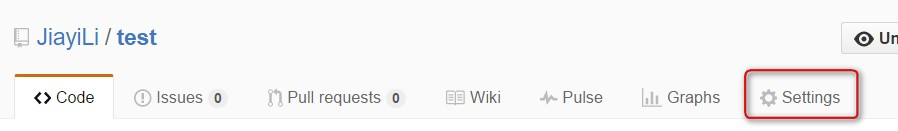 JiayiLi / test
Un
Code Issues 0 Pull requests 0 Wiki Pulse Graphs Settings